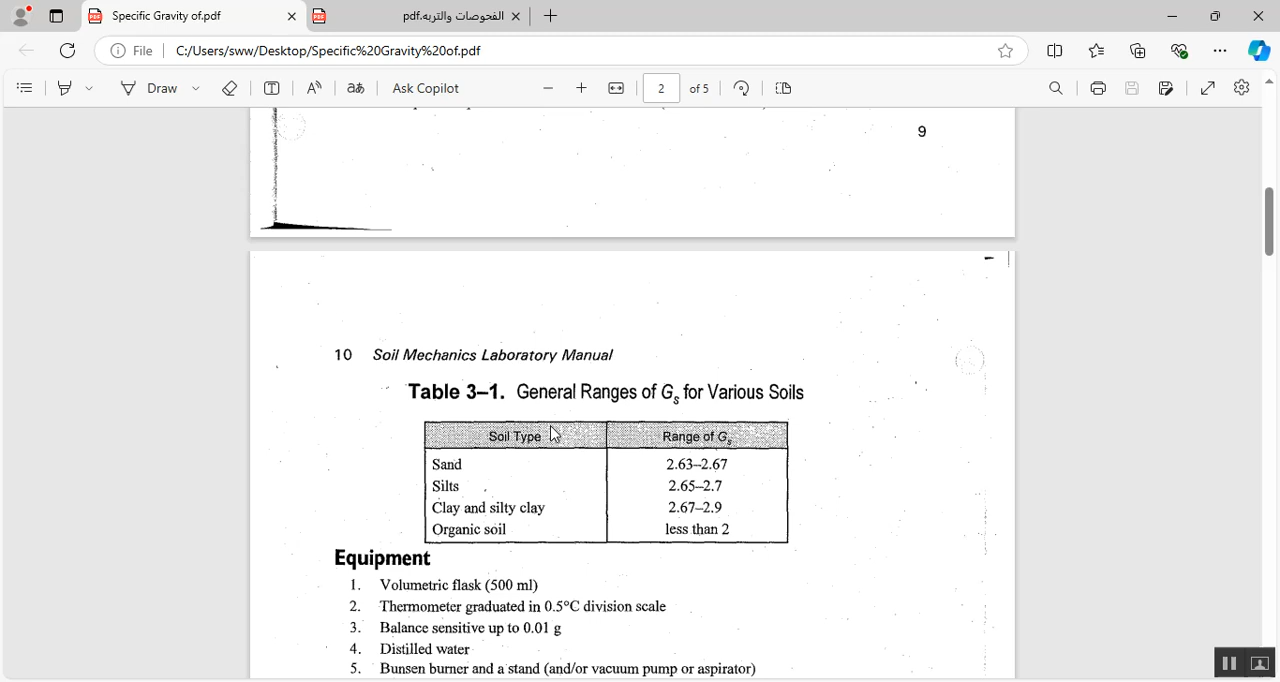 Specific Gravity of.pdf
الفحوصات والتربه.pdf
File
C:/Users/sww/Desktop/Specific%20Gravity%20of.pdf
Draw
Ask Copilot
2 of 5
9
10 Soil Mechanics Laboratory Manual
Table 3–1. General Ranges of Gs for Various Soils
Soil Type Range of Gs
Sand 2.63–2.67
Silts 2.65–2.7
Clay and silty clay 2.67–2.9
Organic soil less than 2
Equipment
1. Volumetric flask (500 ml)
2. Thermometer graduated in 0.5°C division scale
3. Balance sensitive up to 0.01 g
4. Distilled water
5. Bunsen burner and a stand (and/or vacuum pump or aspirator)